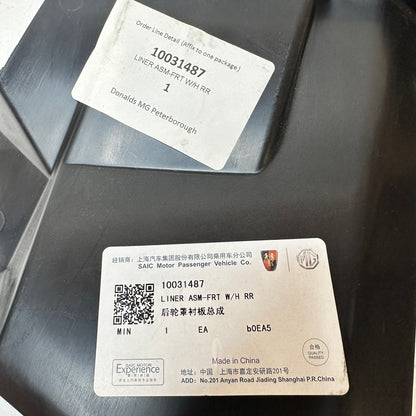 Order Line Detail (Affix to one package)
10031487
LINER ASM-FRT W/H RR
1
Donalds MG Peterborough
经销商：上海汽车集团股份有限公司乘用车分公司
SAIC Motor Passenger Vehicle Co.
MG
10031487
LINER ASM-FRT W/H RR
后轮罩衬板总成
MIN 1 EA b0EA5
SAIC MOTOR
Experience
合格
QUALITY
PASSED
Made in China
地址：中国·上海市嘉定安研路201号
ADD: No.201 Anyan Road Jiading Shanghai P.R.China